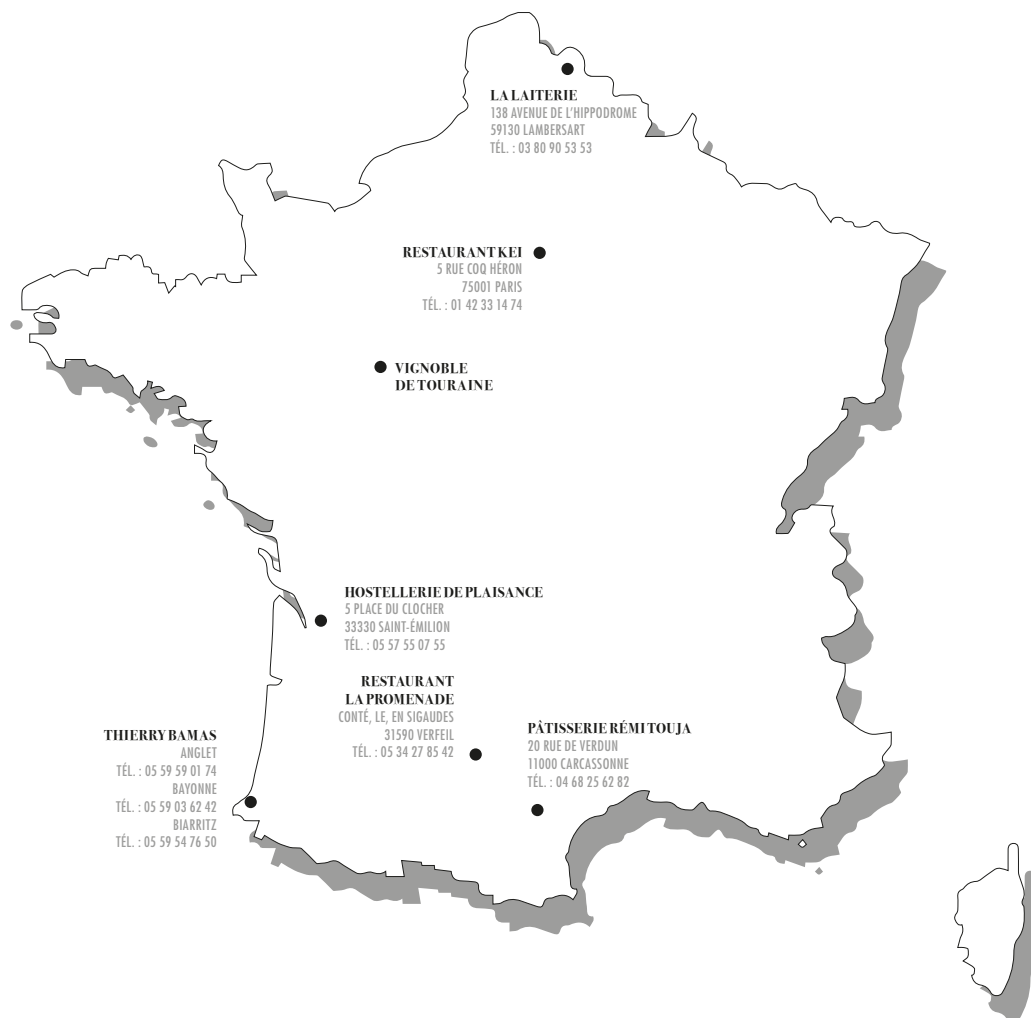 LA LAITERIE
138 AVENUE DE L'HIPPODROME
59130 LAMBERSART
TÉL. : 03 80 90 53 53
RESTAURANT KEI
5 RUE COQ HÉRON
75001 PARIS
TÉL. : 01 42 33 14 74
VIGNOBLE
DE TOURAINE
HOSTELLERIE DE PLAISANCE
5 PLACE DU CLOCHER
33330 SAINT-ÉMILION
TÉL. : 05 57 55 07 55
RESTAURANT
LA PROMENADE
CONTÉ, LE, EN SIGAUDES
31590 VERFEIL
TÉL. : 05 34 27 85 42
PÂTISSERIE RÉMI TOUJA
20 RUE DE VERDUN
11000 CARCASSONNE
TÉL. : 04 68 25 62 82
THIERRY BAMAS
ANGLET
TÉL. : 05 59 59 01 74
BAYONNE
TÉL. : 05 59 03 62 42
BIARRITZ
TÉL. : 05 59 54 76 50